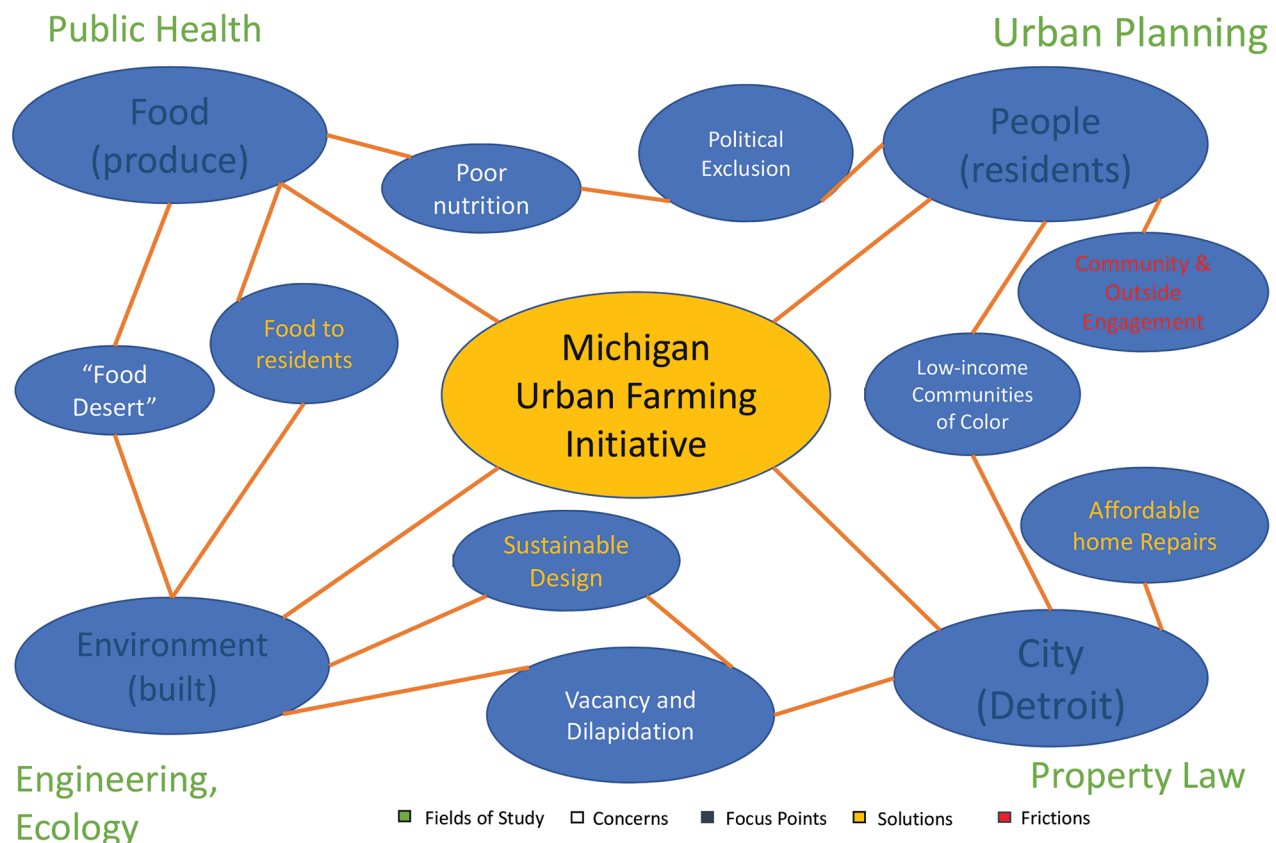 Public Health
Urban Planning
Food
(produce)
Poor
nutrition
Political
Exclusion
People
(residents)
Community &
Outside
Engagement
Food to
residents
“Food
Desert”
Michigan
Urban Farming
Initiative
Low-income
Communities
of Color
Affordable
home Repairs
Sustainable
Design
Environment
(built)
Vacancy and
Dilapidation
City
(Detroit)
Engineering,
Ecology
Property Law
Fields of Study
Concerns
Focus Points
Solutions
Frictions